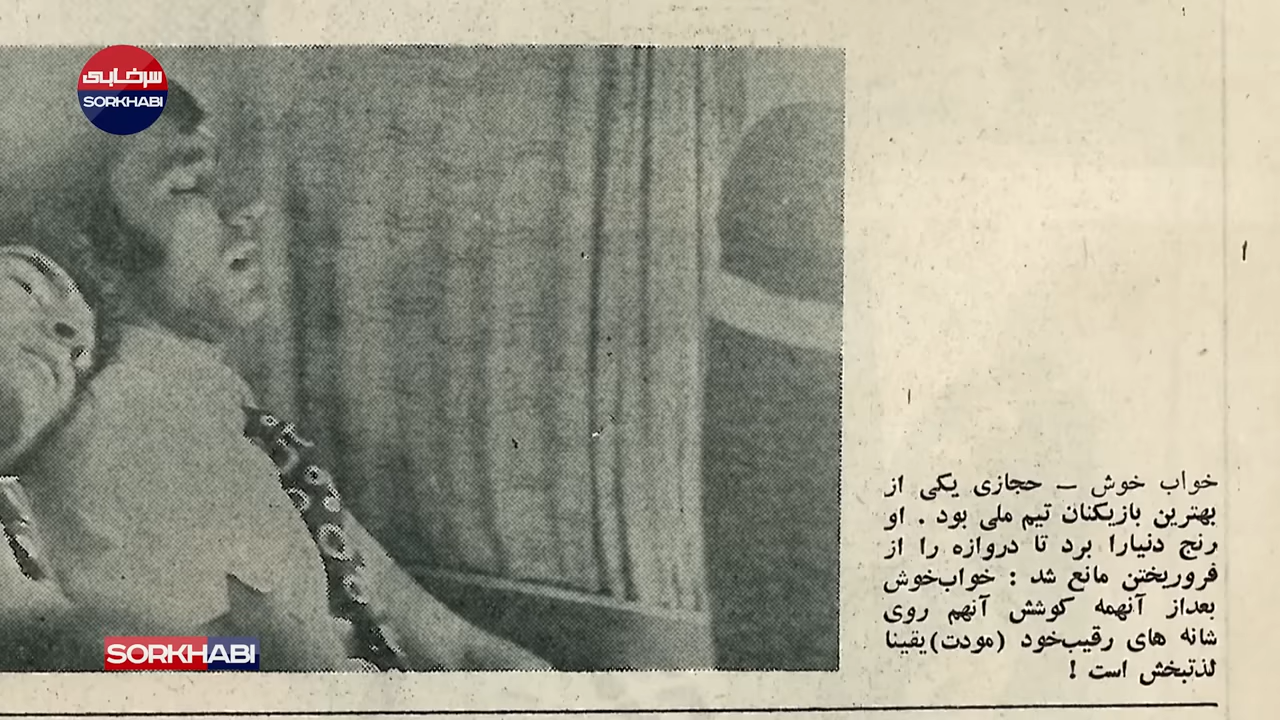 سرخابی
SORKHABI
خواب خوش — حجازی یکی از
بهترین بازیکنان تیم ملی بود . او
رنج دنیارا برد تا دروازه را از
فروریختن مانع شد : خواب‌خوش
بعداز آنهمه کوشش آنهم روی
شانه های رقیب‌خود (مودت)یقینا
لذتبخش است !
SORKHABI